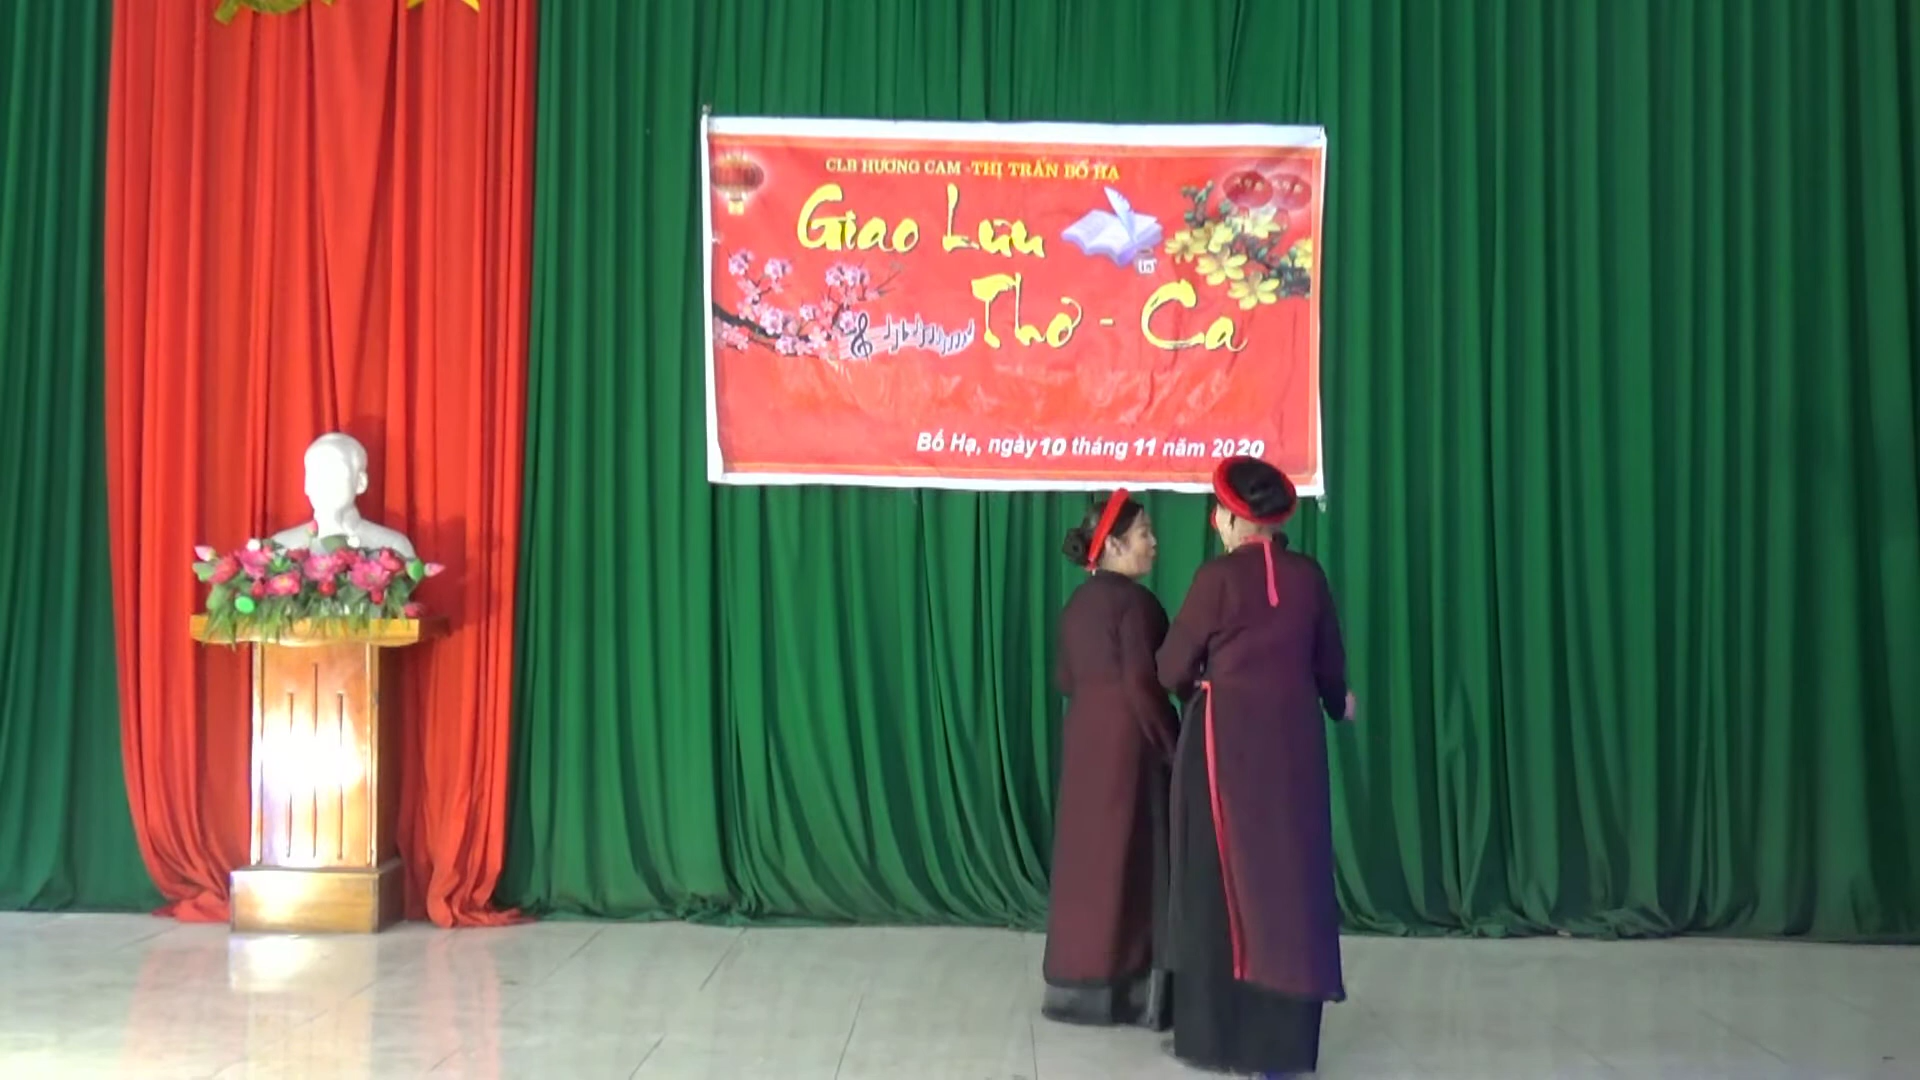 CLB HƯƠNG CAM - THỊ TRẤN BỐ HẠ
Giao Lưu
Thơ - Ca
Bố Hạ, ngày 10 tháng 11 năm 2020